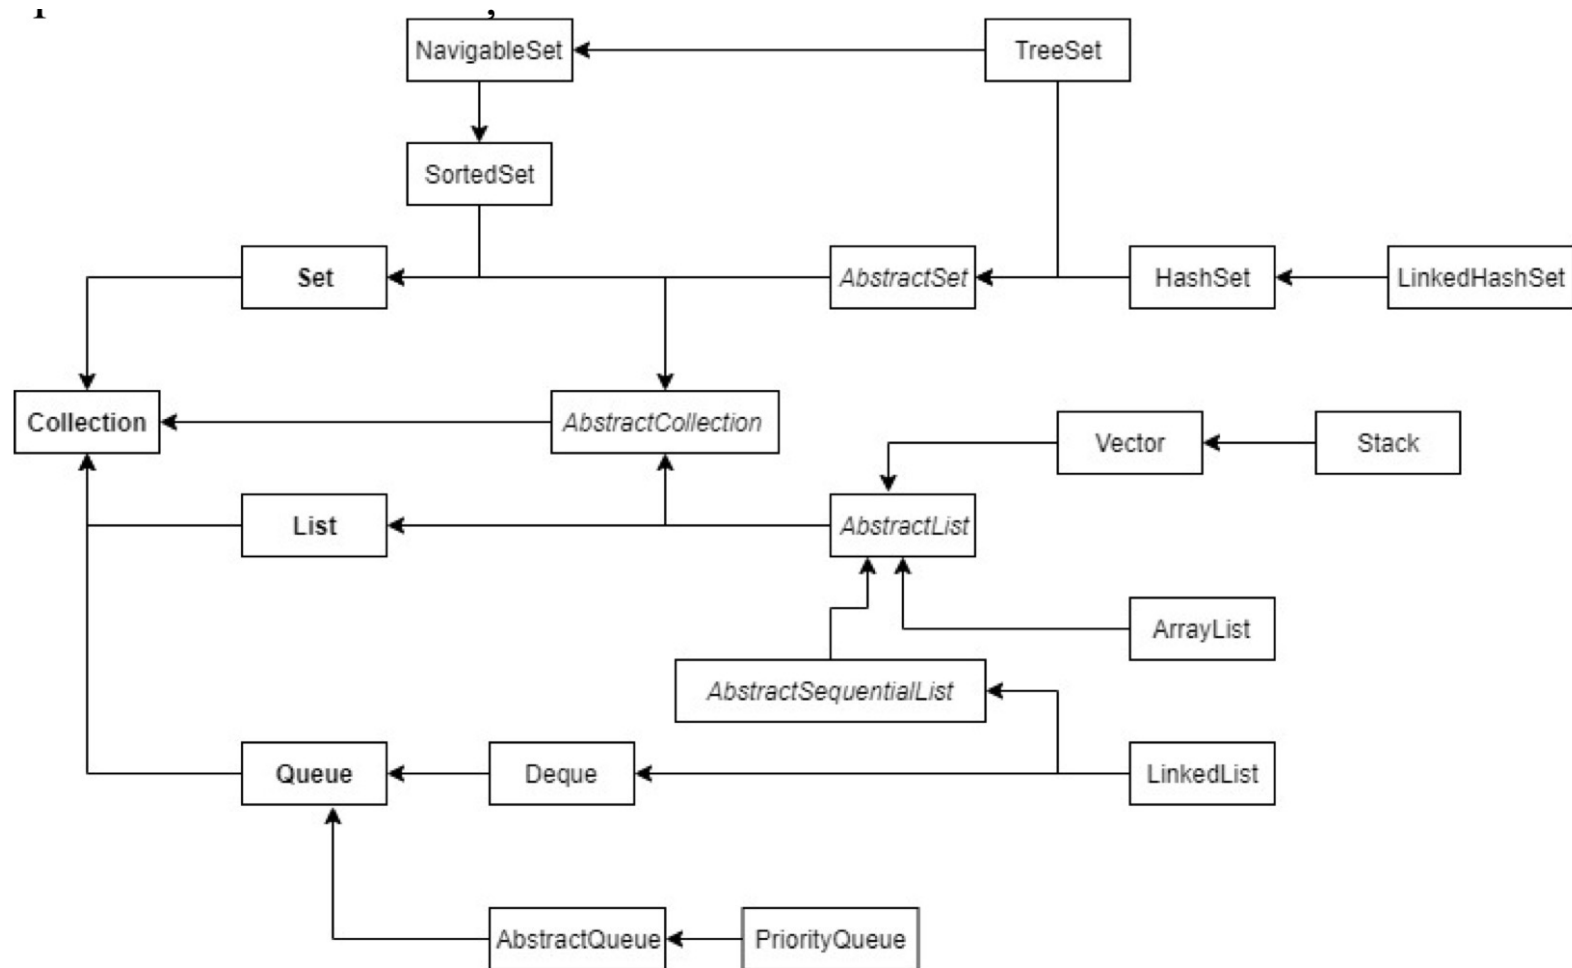 NavigableSet
TreeSet
SortedSet
Set
AbstractSet
HashSet
LinkedHashSet
Collection
AbstractCollection
Vector
Stack
List
AbstractList
ArrayList
AbstractSequentialList
Queue
Deque
LinkedList
AbstractQueue
PriorityQueue